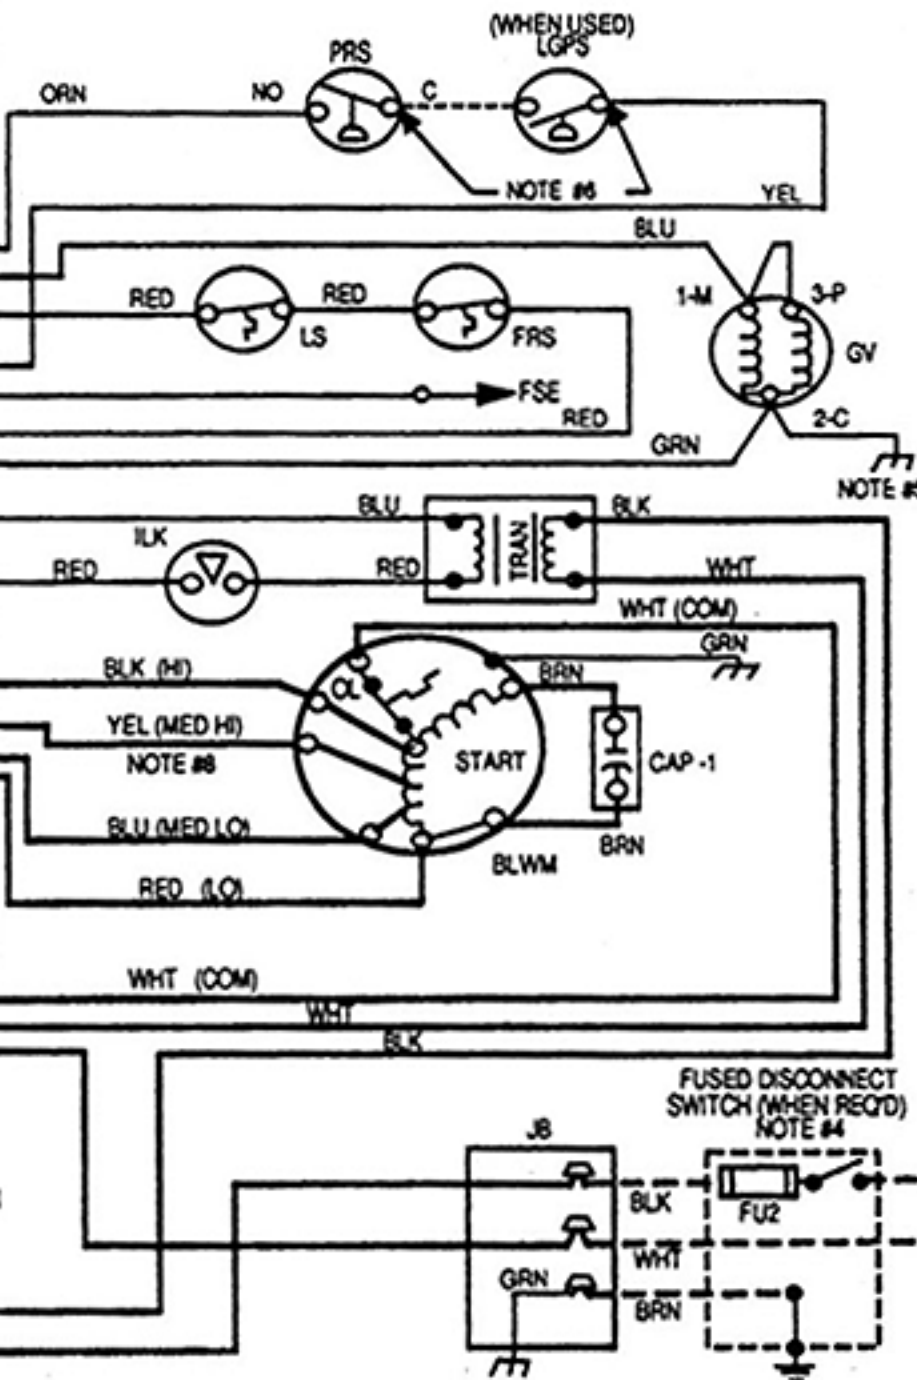 (WHEN USED)
PRS
LGPS
ORN
NO
C
NOTE #6
YEL
BLU
RED
RED
1-M
3-P
LS
FRS
GV
FSE
RED
2-C
GRN
NOTE #5
BLU
BLK
ILK
TRAN
RED
RED
WHT
WHT (COM)
GRN
BLK (HI)
BRN
OL
YEL (MED HI)
START
CAP -1
NOTE #8
BLU (MED LO)
BRN
BLWM
RED (LO)
WHT (COM)
WHT
BLK
FUSED DISCONNECT
SWITCH (WHEN REQ'D)
NOTE #4
BLK
FU2
WHT
GRN
BRN